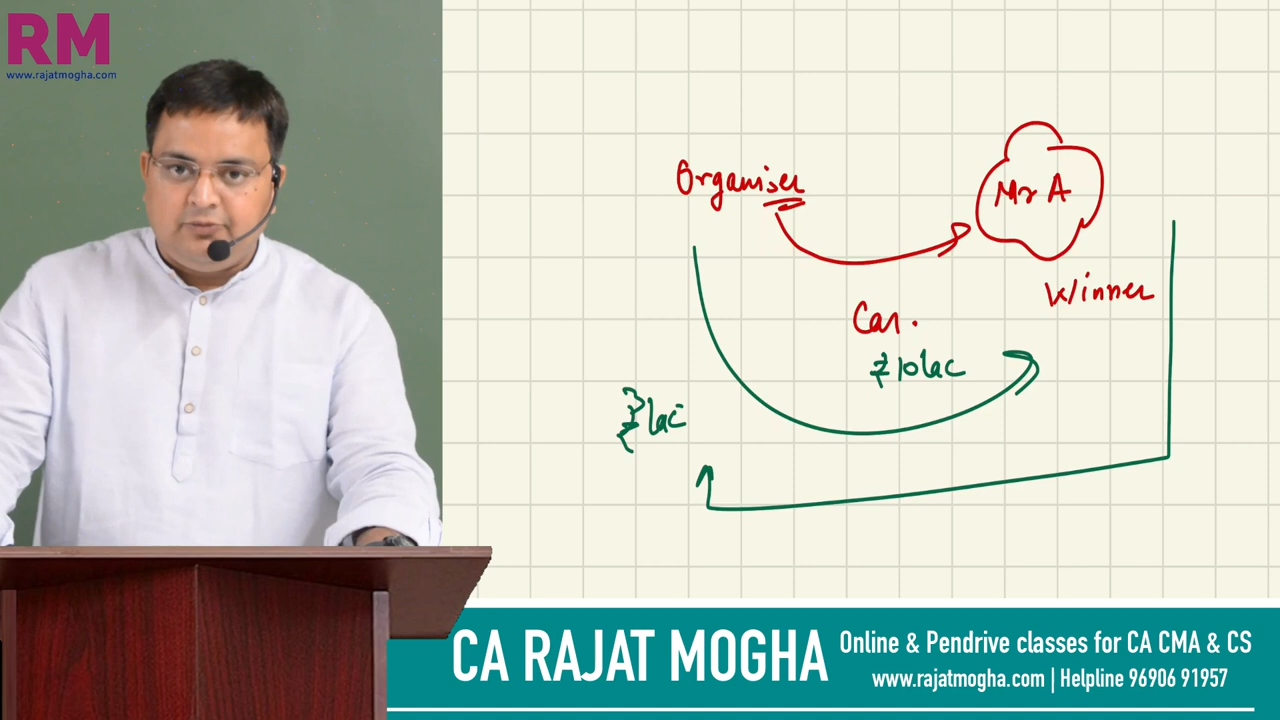 RM
www.rajatmogha.com
Organiser
Mr A
Winner
Car.
₹10lac
₹3lac
CA RAJAT MOGHA
Online & Pendrive classes for CA CMA & CS
www.rajatmogha.com | Helpline 96906 91957